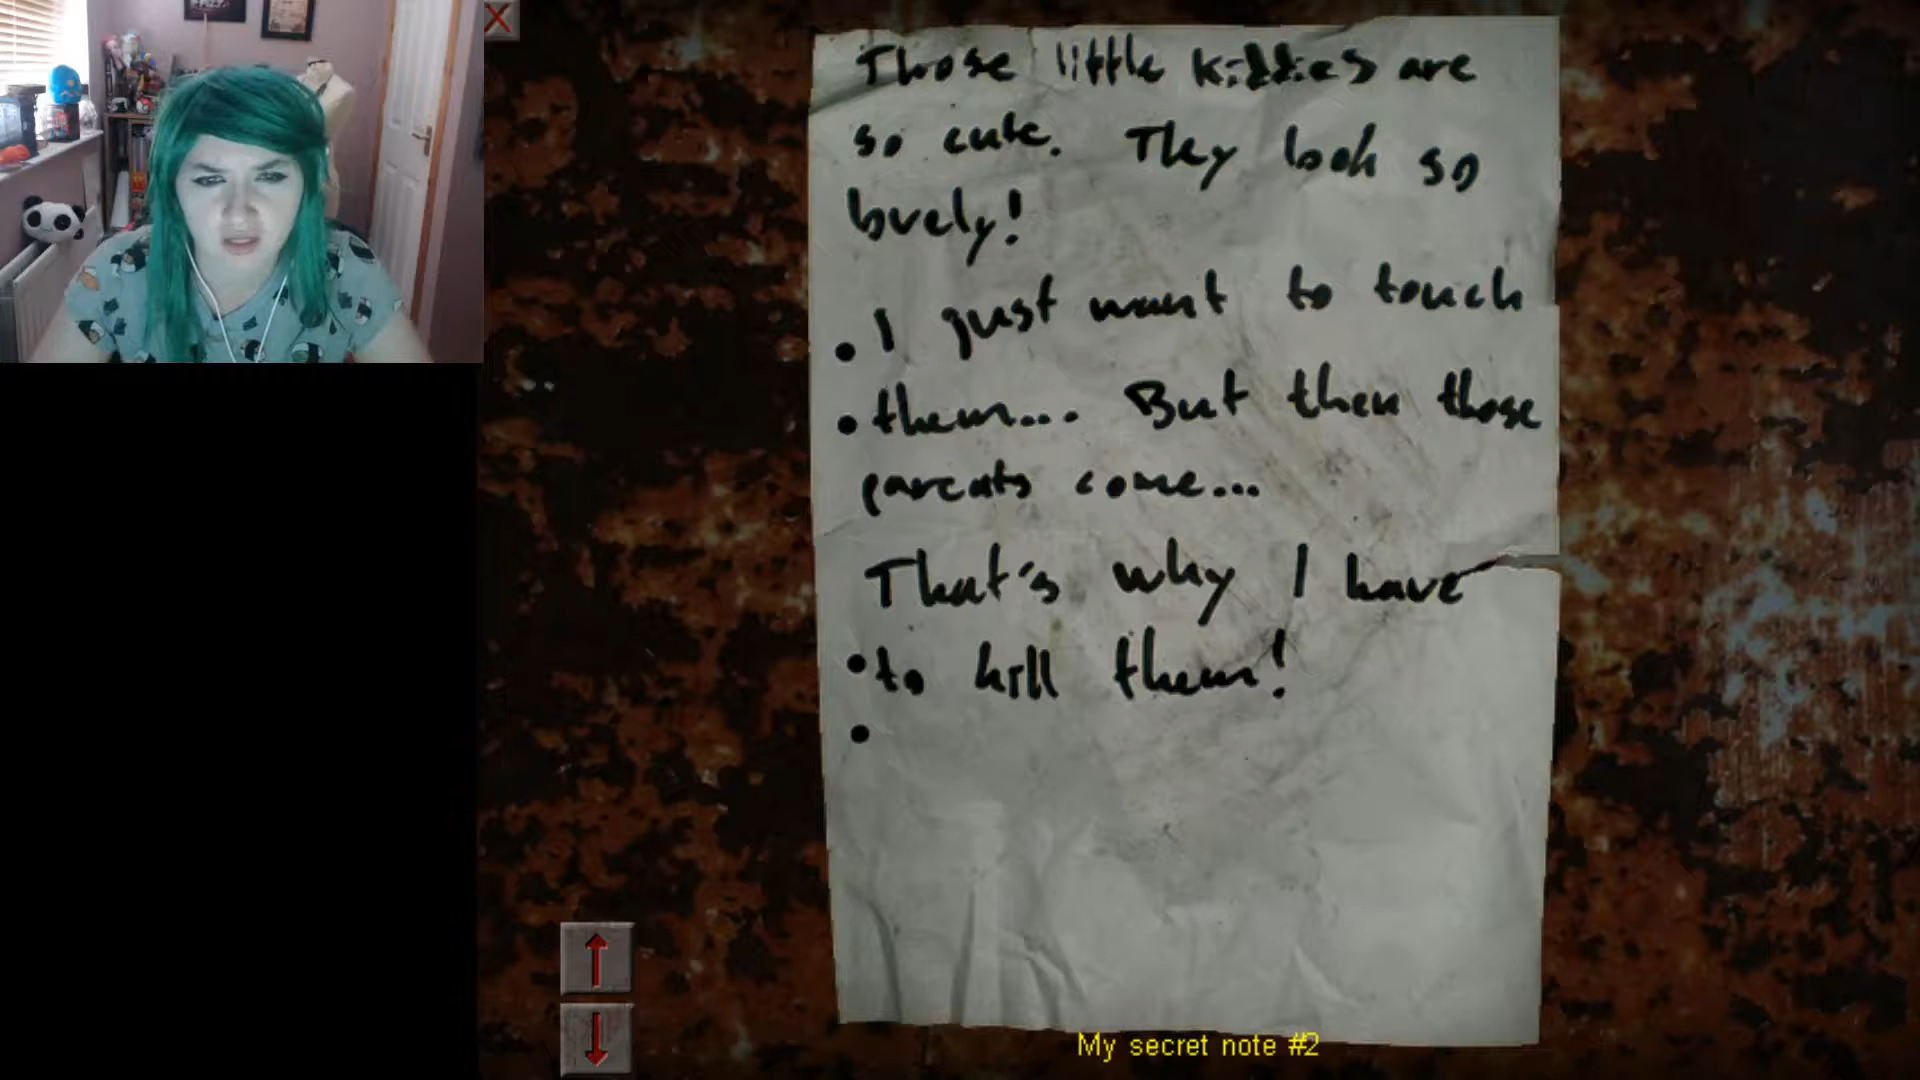 Those little kiddies are
so cute. They look so
lovely!
• I just want to touch
• them... But then those
parents come...
That's why I have
• to kill them!
•
My secret note #2